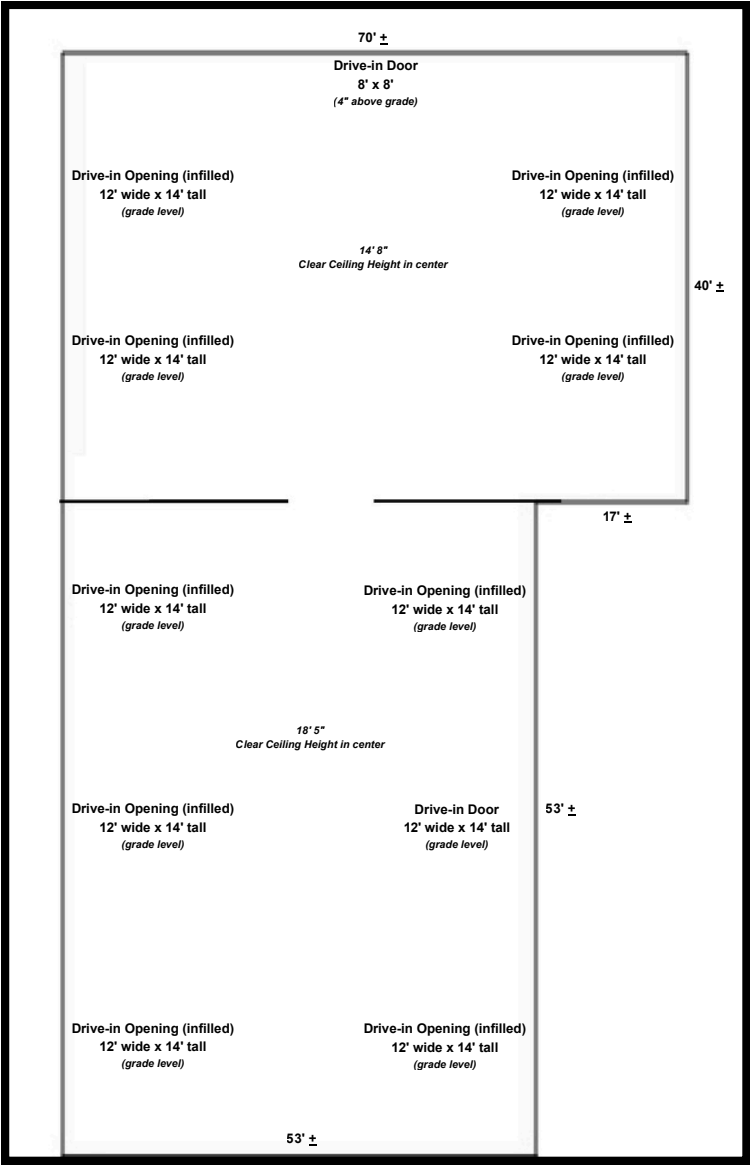 70' ±
Drive-in Door
8' x 8'
(4" above grade)
Drive-in Opening (infilled)
12' wide x 14' tall
(grade level)
Drive-in Opening (infilled)
12' wide x 14' tall
(grade level)
14' 8"
Clear Ceiling Height in center
40' ±
Drive-in Opening (infilled)
12' wide x 14' tall
(grade level)
Drive-in Opening (infilled)
12' wide x 14' tall
(grade level)
17' ±
Drive-in Opening (infilled)
12' wide x 14' tall
(grade level)
Drive-in Opening (infilled)
12' wide x 14' tall
(grade level)
18' 5"
Clear Ceiling Height in center
Drive-in Opening (infilled)
12' wide x 14' tall
(grade level)
Drive-in Door
12' wide x 14' tall
(grade level)
53' ±
Drive-in Opening (infilled)
12' wide x 14' tall
(grade level)
Drive-in Opening (infilled)
12' wide x 14' tall
(grade level)
53' ±